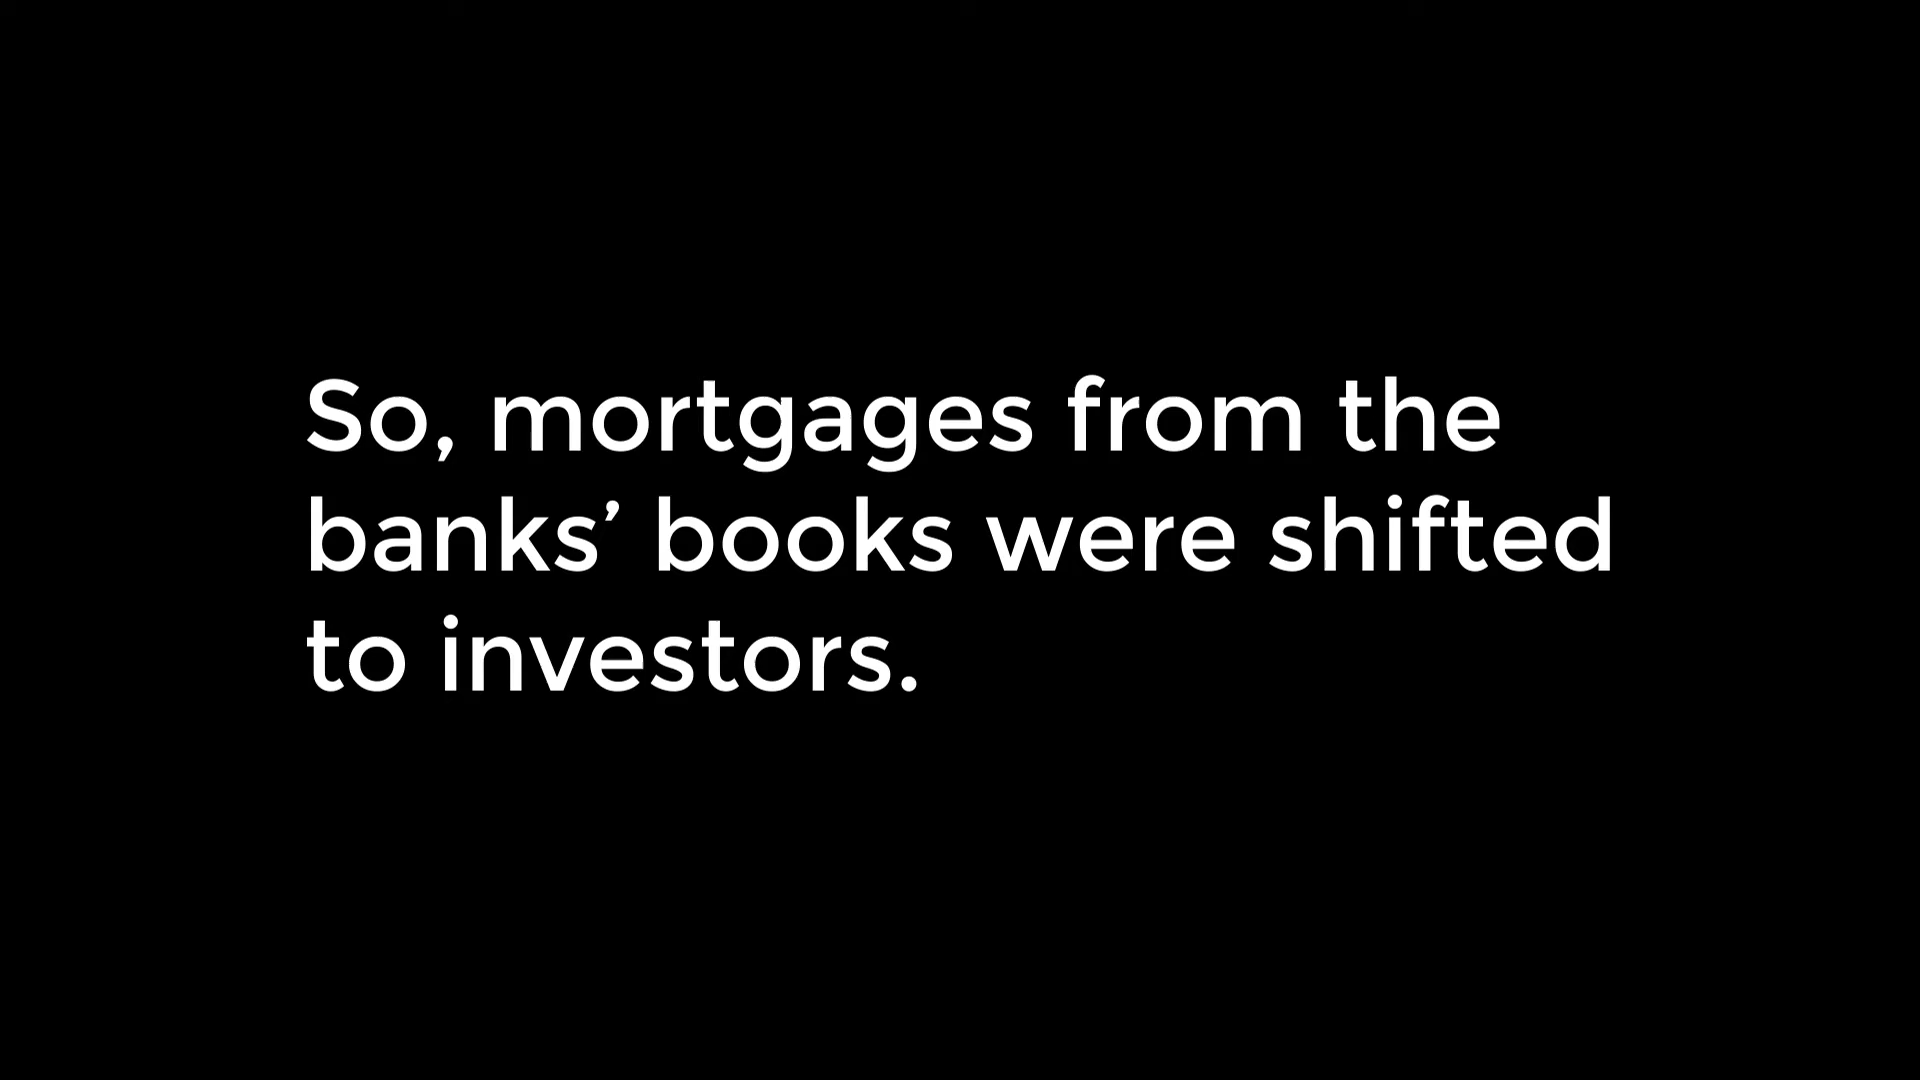 So, mortgages from the
banks’ books were shifted
to investors.